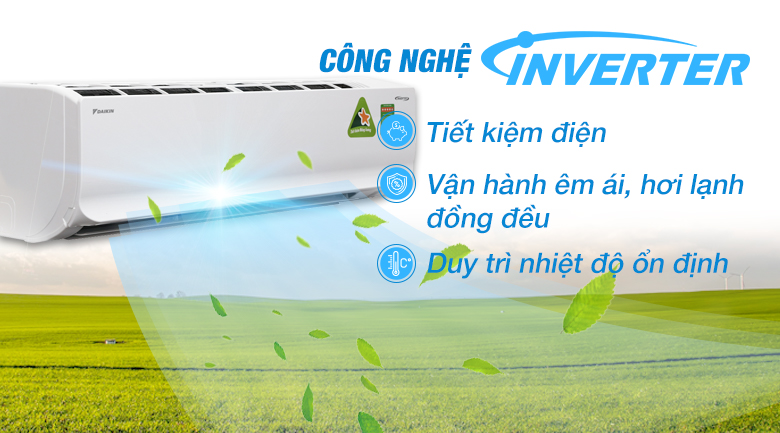 CÔNG NGHỆ INVERTER
DAIKIN
Tiết kiệm điện
Vận hành êm ái, hơi lạnh
đồng đều
Duy trì nhiệt độ ổn định